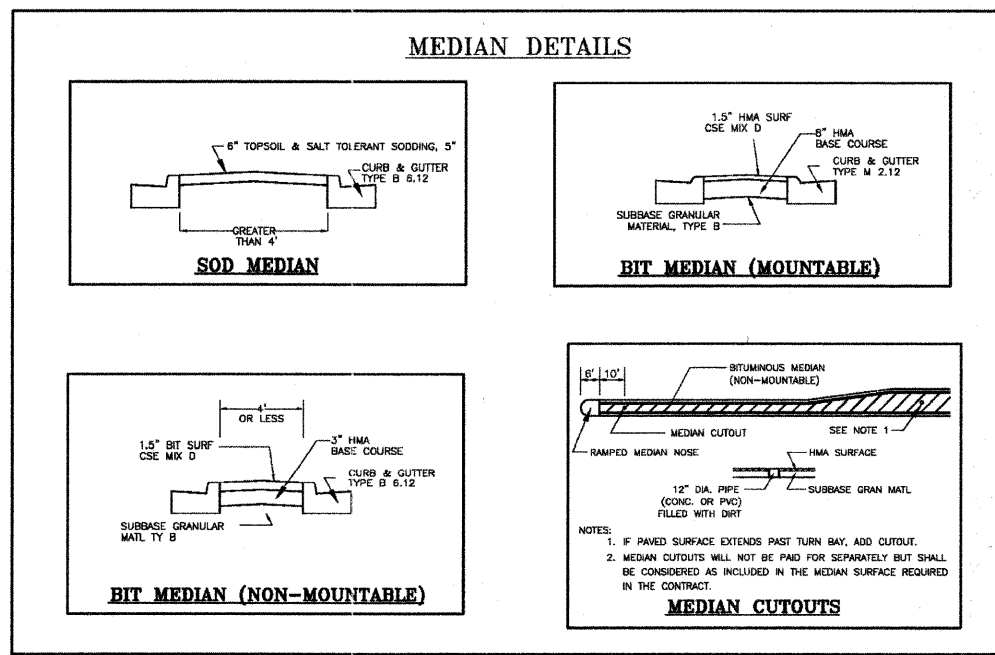 MEDIAN DETAILS
6" TOPSOIL & SALT TOLERANT SODDING, 5"
CURB & GUTTER
TYPE B 6.12
GREATER
THAN 4'
SOD MEDIAN
1.5" HMA SURF
CSE MIX D
8" HMA
BASE COURSE
CURB & GUTTER
TYPE M 2.12
SUBBASE GRANULAR
MATERIAL, TYPE B
BIT MEDIAN (MOUNTABLE)
4'
OR LESS
1.5" BIT SURF
CSE MIX D
3" HMA
BASE COURSE
CURB & GUTTER
TYPE B 6.12
SUBBASE GRANULAR
MATL TY B
BIT MEDIAN (NON-MOUNTABLE)
6' 10'
BITUMINOUS MEDIAN
(NON-MOUNTABLE)
MEDIAN CUTOUT
SEE NOTE 1
RAMPED MEDIAN NOSE
HMA SURFACE
12" DIA. PIPE
(CONC. OR PVC)
FILLED WITH DIRT
SUBBASE GRAN MATL
NOTES:
1. IF PAVED SURFACE EXTENDS PAST TURN BAY, ADD CUTOUT.
2. MEDIAN CUTOUTS WILL NOT BE PAID FOR SEPARATELY BUT SHALL
BE CONSIDERED AS INCLUDED IN THE MEDIAN SURFACE REQUIRED
IN THE CONTRACT.
MEDIAN CUTOUTS